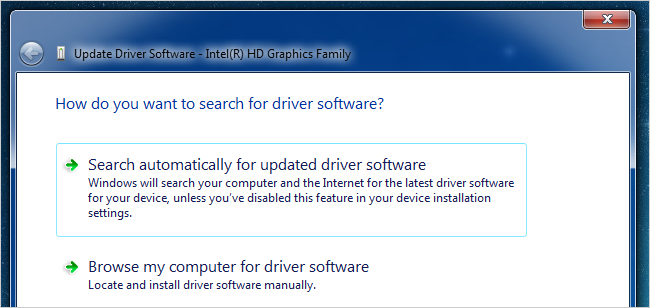 Update Driver Software - Intel(R) HD Graphics Family
How do you want to search for driver software?
Search automatically for updated driver software
Windows will search your computer and the Internet for the latest driver software
for your device, unless you've disabled this feature in your device installation
settings.
Browse my computer for driver software
Locate and install driver software manually.